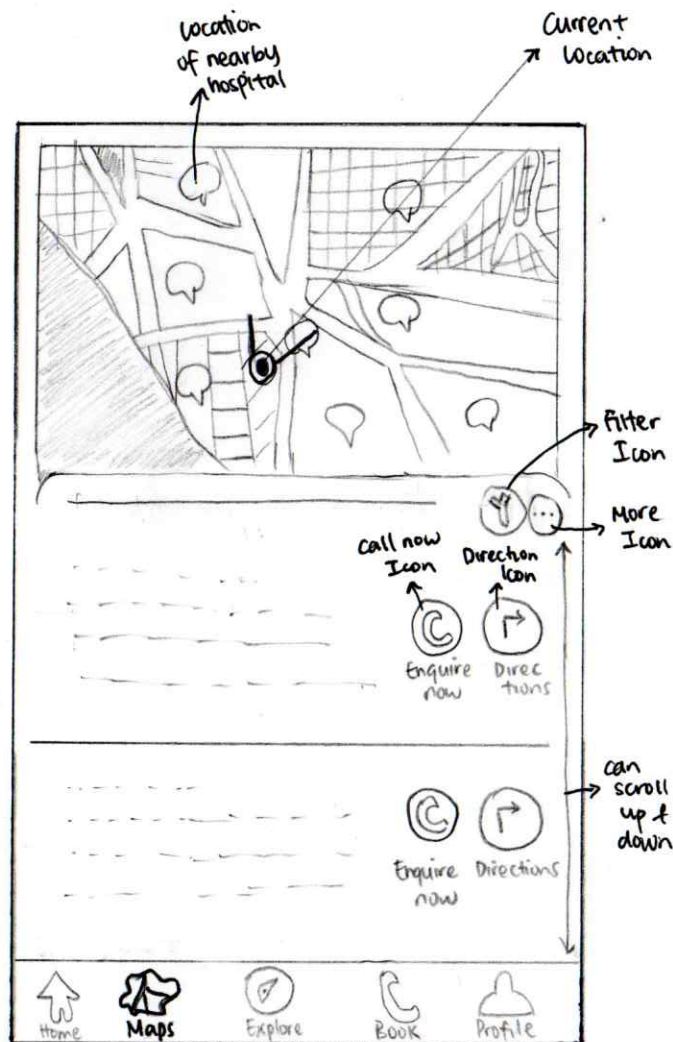 Location
of nearby
hospital
Current
Location
Filter
Icon
More
Icon
Call now
Icon
Direction
Icon
Enquire
now
Direc
tions
can
scroll
up &
down
Enquire
now
Directions
Home
Maps
Explore
BOOK
Profile